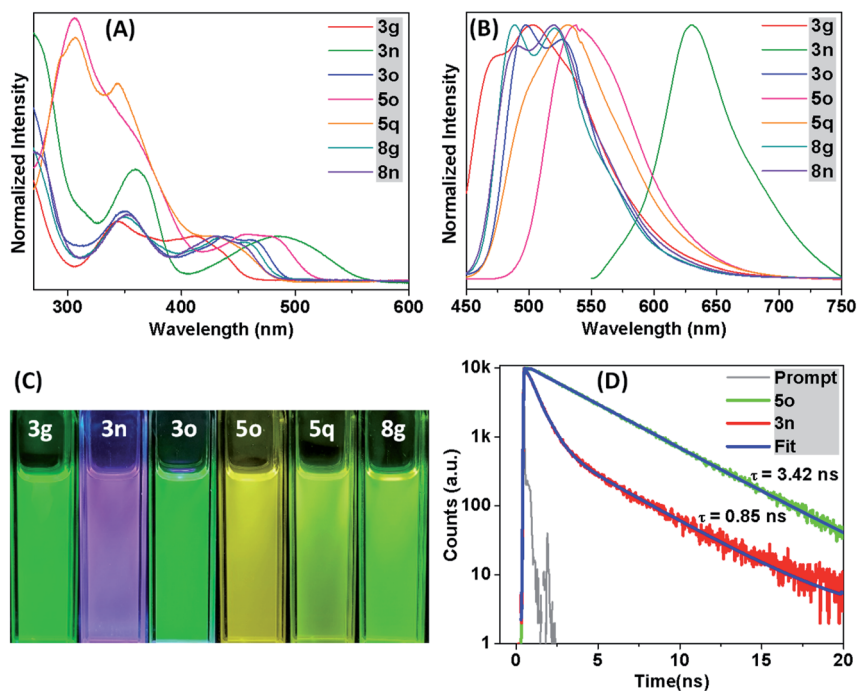 (A)
3g
3n
3o
5o
5q
8g
8n
Normalized Intensity
300 400 500 600
Wavelength (nm)
(B)
3g
3n
3o
5o
5q
8g
8n
Normalized Intensity
450 500 550 600 650 700 750
Wavelength (nm)
(C)
3g 3n 3o 5o 5q 8g
(D)
Prompt
5o
3n
Fit
10k
1k
100
10
1
Counts (a.u.)
τ = 3.42 ns
τ = 0.85 ns
0 5 10 15 20
Time(ns)